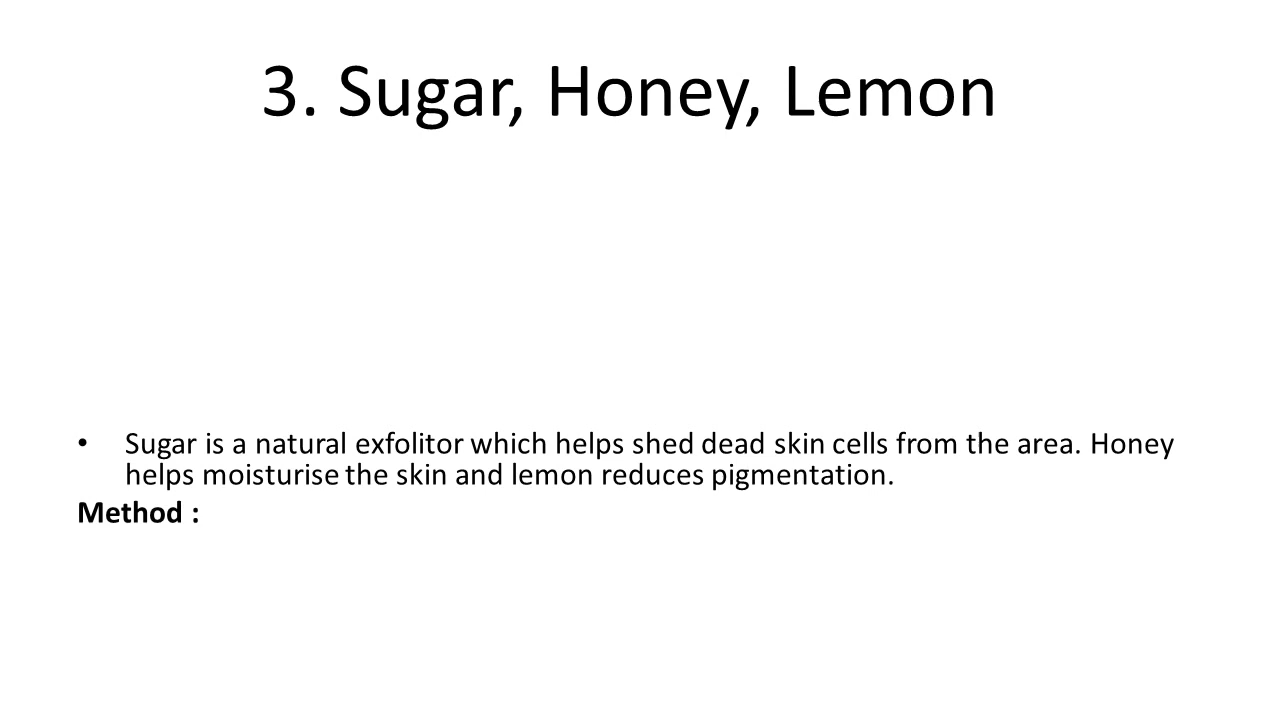 3. Sugar, Honey, Lemon
• Sugar is a natural exfolitor which helps shed dead skin cells from the area. Honey
helps moisturise the skin and lemon reduces pigmentation.
Method :